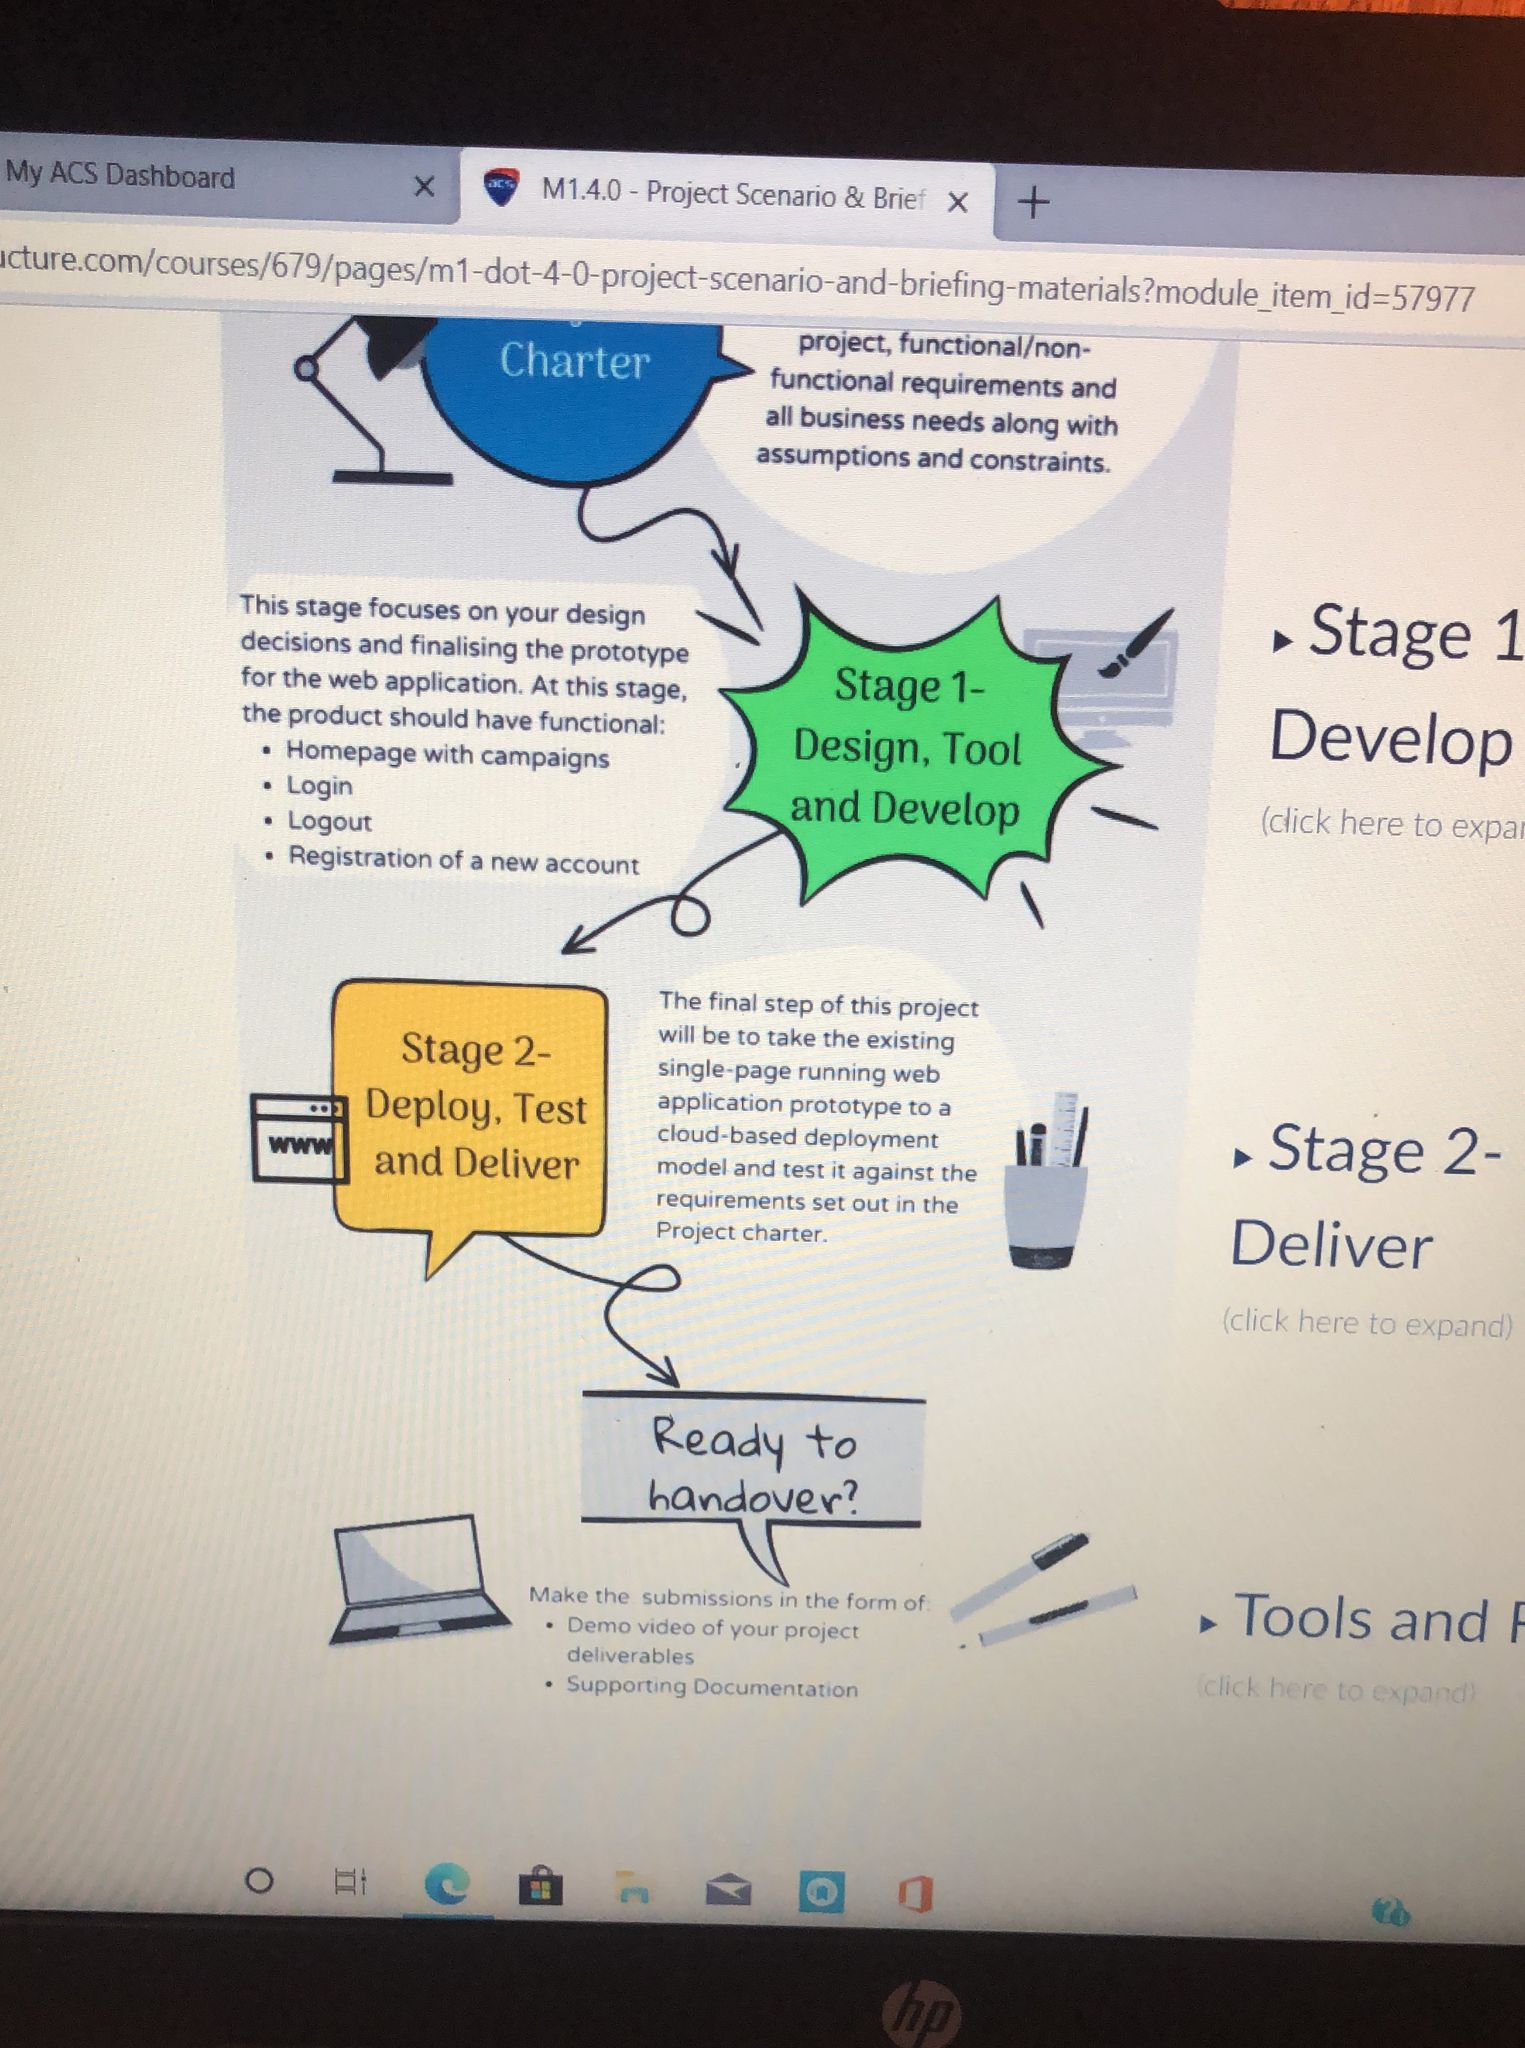 My ACS Dashboard
acs
M1.4.0 - Project Scenario & Brief
ucture.com/courses/679/pages/m1-dot-4-0-project-scenario-and-briefing-materials?module_item_id=57977
Charter
project, functional/non-
functional requirements and
all business needs along with
assumptions and constraints.
This stage focuses on your design
decisions and finalising the prototype
for the web application. At this stage,
the product should have functional:
• Homepage with campaigns
• Login
• Logout
• Registration of a new account
Stage 1-
Design, Tool
and Develop
Stage 1
Develop
(click here to expan
Stage 2-
Deploy, Test
and Deliver
www
The final step of this project
will be to take the existing
single-page running web
application prototype to a
cloud-based deployment
model and test it against the
requirements set out in the
Project charter.
Stage 2-
Deliver
(click here to expand)
Ready to
handover?
Make the submissions in the form of:
• Demo video of your project
deliverables
• Supporting Documentation
Tools and
(click here to expand)
hp